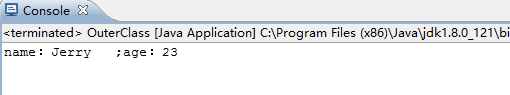 Console
<terminated> OuterClass [Java Application] C:\Program Files (x86)\Java\jdk1.8.0_121\bi
name: Jerry   ;age: 23